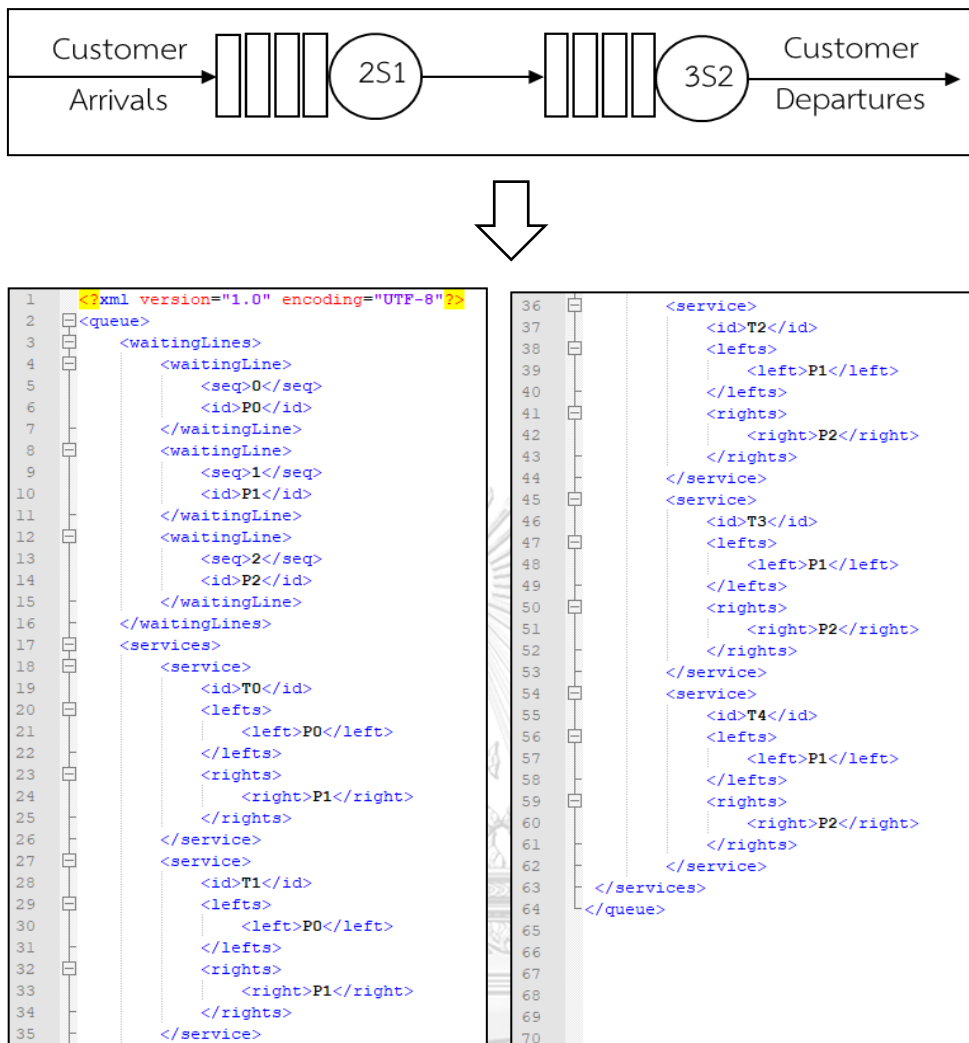 Customer
Arrivals
2S1
3S2
Customer
Departures
1 <?xml version="1.0" encoding="UTF-8"?>
2 <queue>
3 <waitingLines>
4 <waitingLine>
5 <seq>0</seq>
6 <id>P0</id>
7 </waitingLine>
8 <waitingLine>
9 <seq>1</seq>
10 <id>P1</id>
11 </waitingLine>
12 <waitingLine>
13 <seq>2</seq>
14 <id>P2</id>
15 </waitingLine>
16 </waitingLines>
17 <services>
18 <service>
19 <id>T0</id>
20 <lefts>
21 <left>P0</left>
22 </lefts>
23 <rights>
24 <right>P1</right>
25 </rights>
26 </service>
27 <service>
28 <id>T1</id>
29 <lefts>
30 <left>P0</left>
31 </lefts>
32 <rights>
33 <right>P1</right>
34 </rights>
35 </service>
36 <service>
37 <id>T2</id>
38 <lefts>
39 <left>P1</left>
40 </lefts>
41 <rights>
42 <right>P2</right>
43 </rights>
44 </service>
45 <service>
46 <id>T3</id>
47 <lefts>
48 <left>P1</left>
49 </lefts>
50 <rights>
51 <right>P2</right>
52 </rights>
53 </service>
54 <service>
55 <id>T4</id>
56 <lefts>
57 <left>P1</left>
58 </lefts>
59 <rights>
60 <right>P2</right>
61 </rights>
62 </service>
63 </services>
64 </queue>
65
66
67
68
69
70